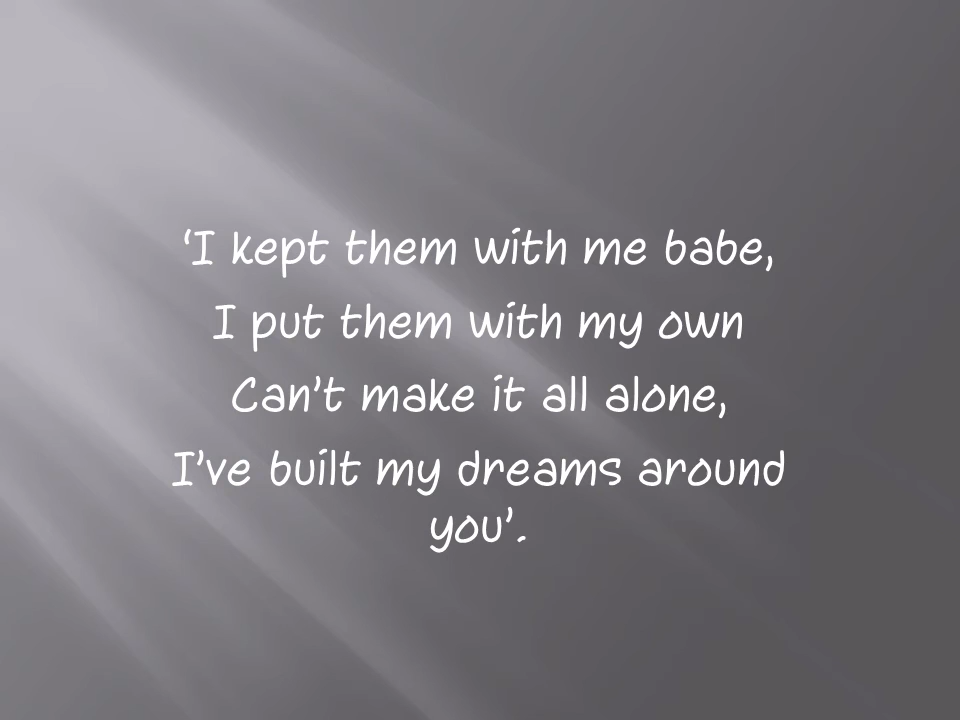 ‘I kept them with me babe,
I put them with my own
Can’t make it all alone,
I’ve built my dreams around
you’.